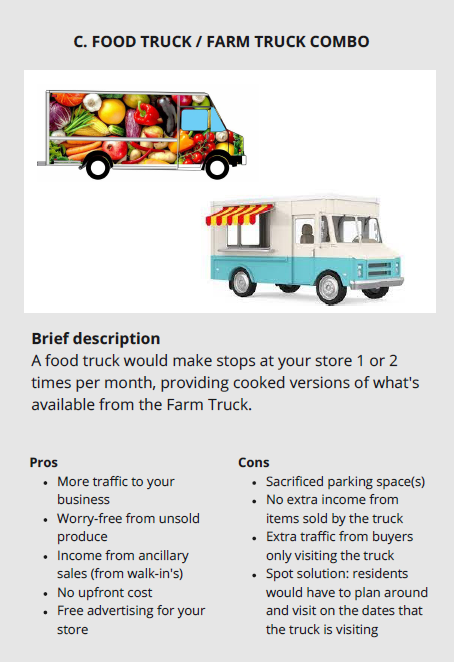 C. FOOD TRUCK / FARM TRUCK COMBO
Brief description
A food truck would make stops at your store 1 or 2
times per month, providing cooked versions of what's
available from the Farm Truck.
Pros
• More traffic to your
business
• Worry-free from unsold
produce
• Income from ancillary
sales (from walk-in's)
• No upfront cost
• Free advertising for your
store
Cons
• Sacrificed parking space(s)
• No extra income from
items sold by the truck
• Extra traffic from buyers
only visiting the truck
• Spot solution: residents
would have to plan around
and visit on the dates that
the truck is visiting